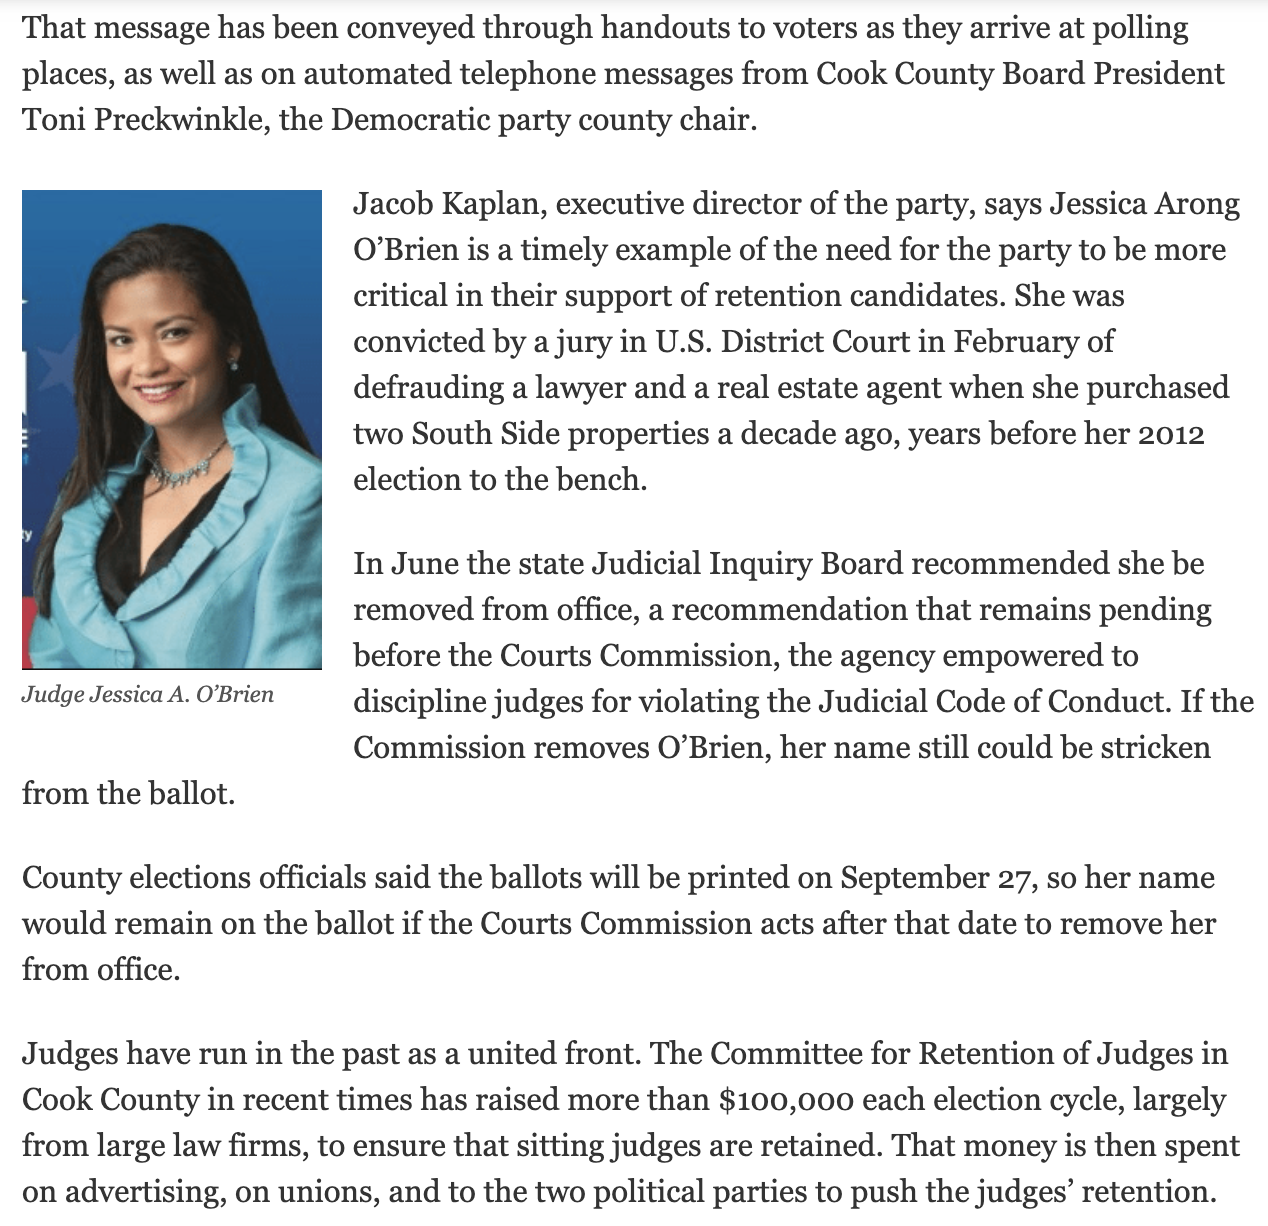 That message has been conveyed through handouts to voters as they arrive at polling
places, as well as on automated telephone messages from Cook County Board President
Toni Preckwinkle, the Democratic party county chair.
Jacob Kaplan, executive director of the party, says Jessica Arong
O’Brien is a timely example of the need for the party to be more
critical in their support of retention candidates. She was
convicted by a jury in U.S. District Court in February of
defrauding a lawyer and a real estate agent when she purchased
two South Side properties a decade ago, years before her 2012
election to the bench.
Judge Jessica A. O’Brien
In June the state Judicial Inquiry Board recommended she be
removed from office, a recommendation that remains pending
before the Courts Commission, the agency empowered to
discipline judges for violating the Judicial Code of Conduct. If the
Commission removes O’Brien, her name still could be stricken
from the ballot.
County elections officials said the ballots will be printed on September 27, so her name
would remain on the ballot if the Courts Commission acts after that date to remove her
from office.
Judges have run in the past as a united front. The Committee for Retention of Judges in
Cook County in recent times has raised more than $100,000 each election cycle, largely
from large law firms, to ensure that sitting judges are retained. That money is then spent
on advertising, on unions, and to the two political parties to push the judges’ retention.